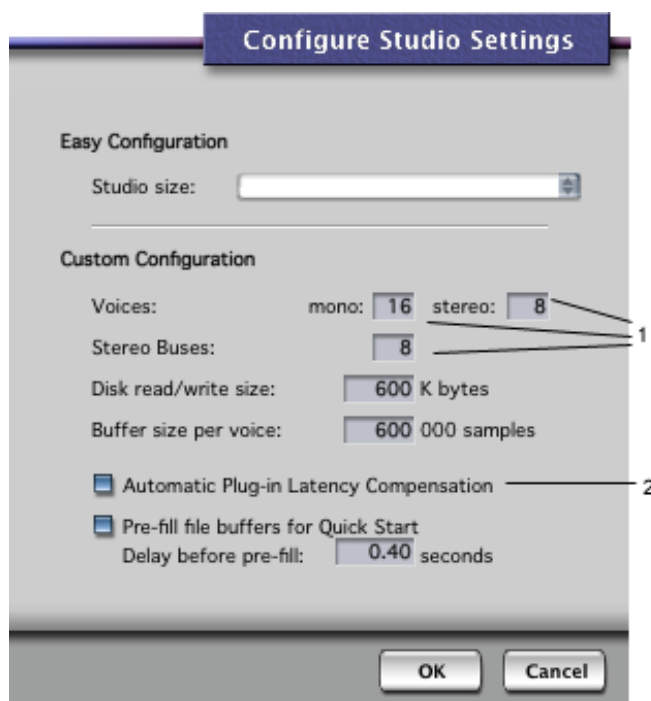 Configure Studio Settings
Easy Configuration
Studio size:
Custom Configuration
Voices: mono: 16 stereo: 8
1
Stereo Buses: 8
Disk read/write size: 600 K bytes
Buffer size per voice: 600 000 samples
Automatic Plug-in Latency Compensation 2
Pre-fill file buffers for Quick Start
Delay before pre-fill: 0.40 seconds
OK Cancel